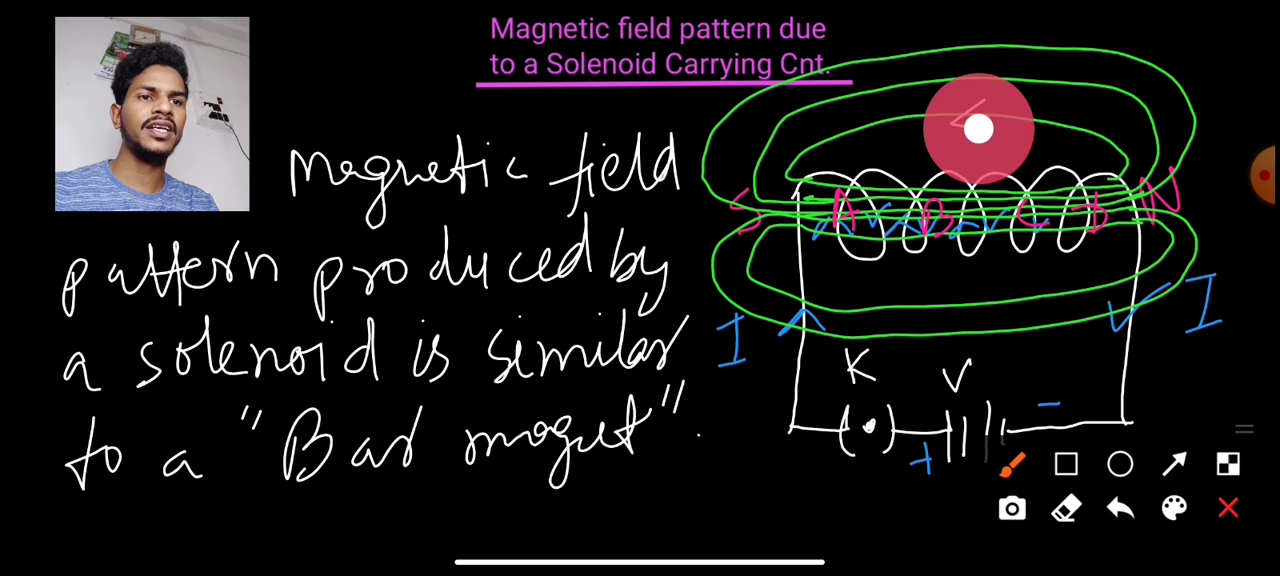 Magnetic field pattern due
to a Solenoid Carrying Cnt.
Magnetic field
pattern produced by
a solenoid is similar
to a "Bar magnet".
S A B C D N
I I
K V
+ -